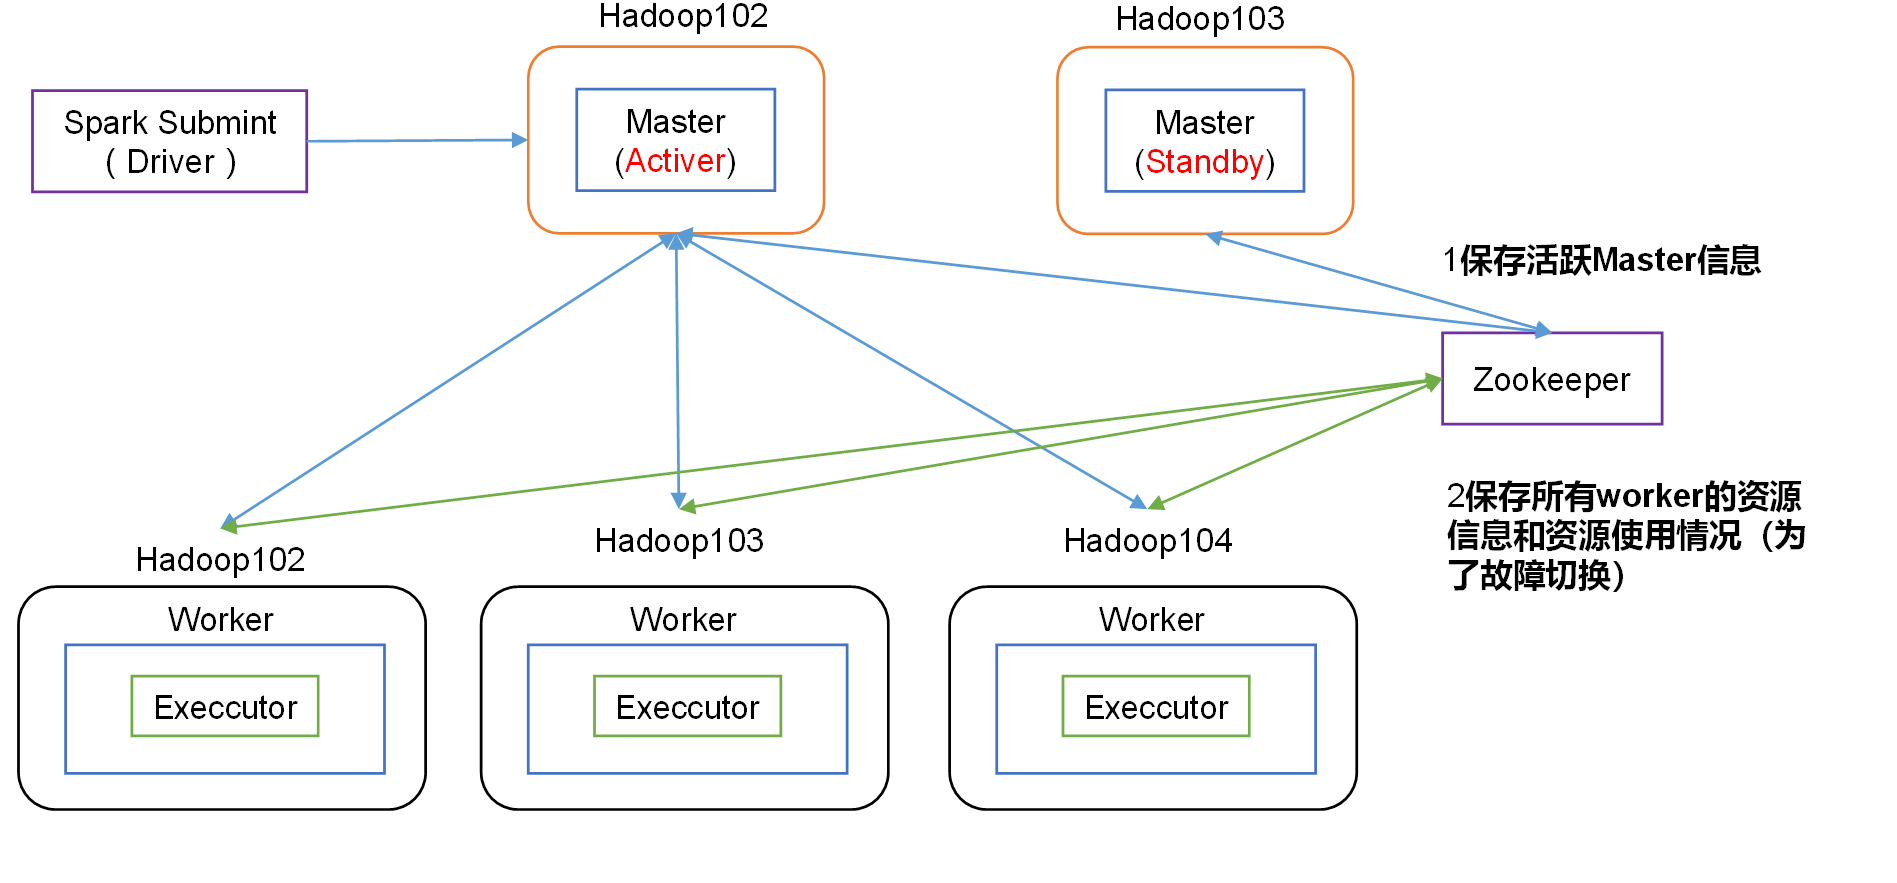 Hadoop102
Hadoop103
Spark Submint
( Driver )
Master
(Activer)
Master
(Standby)
1保存活跃Master信息
Zookeeper
2保存所有worker的资源
信息和资源使用情况（为
了故障切换）
Hadoop102
Hadoop103
Hadoop104
Worker
Worker
Worker
Execcutor
Execcutor
Execcutor